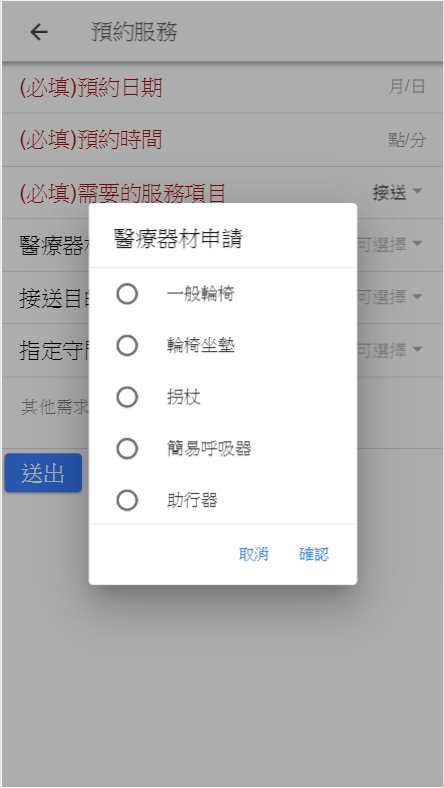 預約服務
(必填)預約日期 月/日
(必填)預約時間 點/分
(必填)需要的服務項目 接送
醫療器材 可選擇
接送目的 可選擇
指定守 可選擇
其他需求
送出
醫療器材申請
一般輪椅
輪椅坐墊
拐杖
簡易呼吸器
助行器
取消 確認